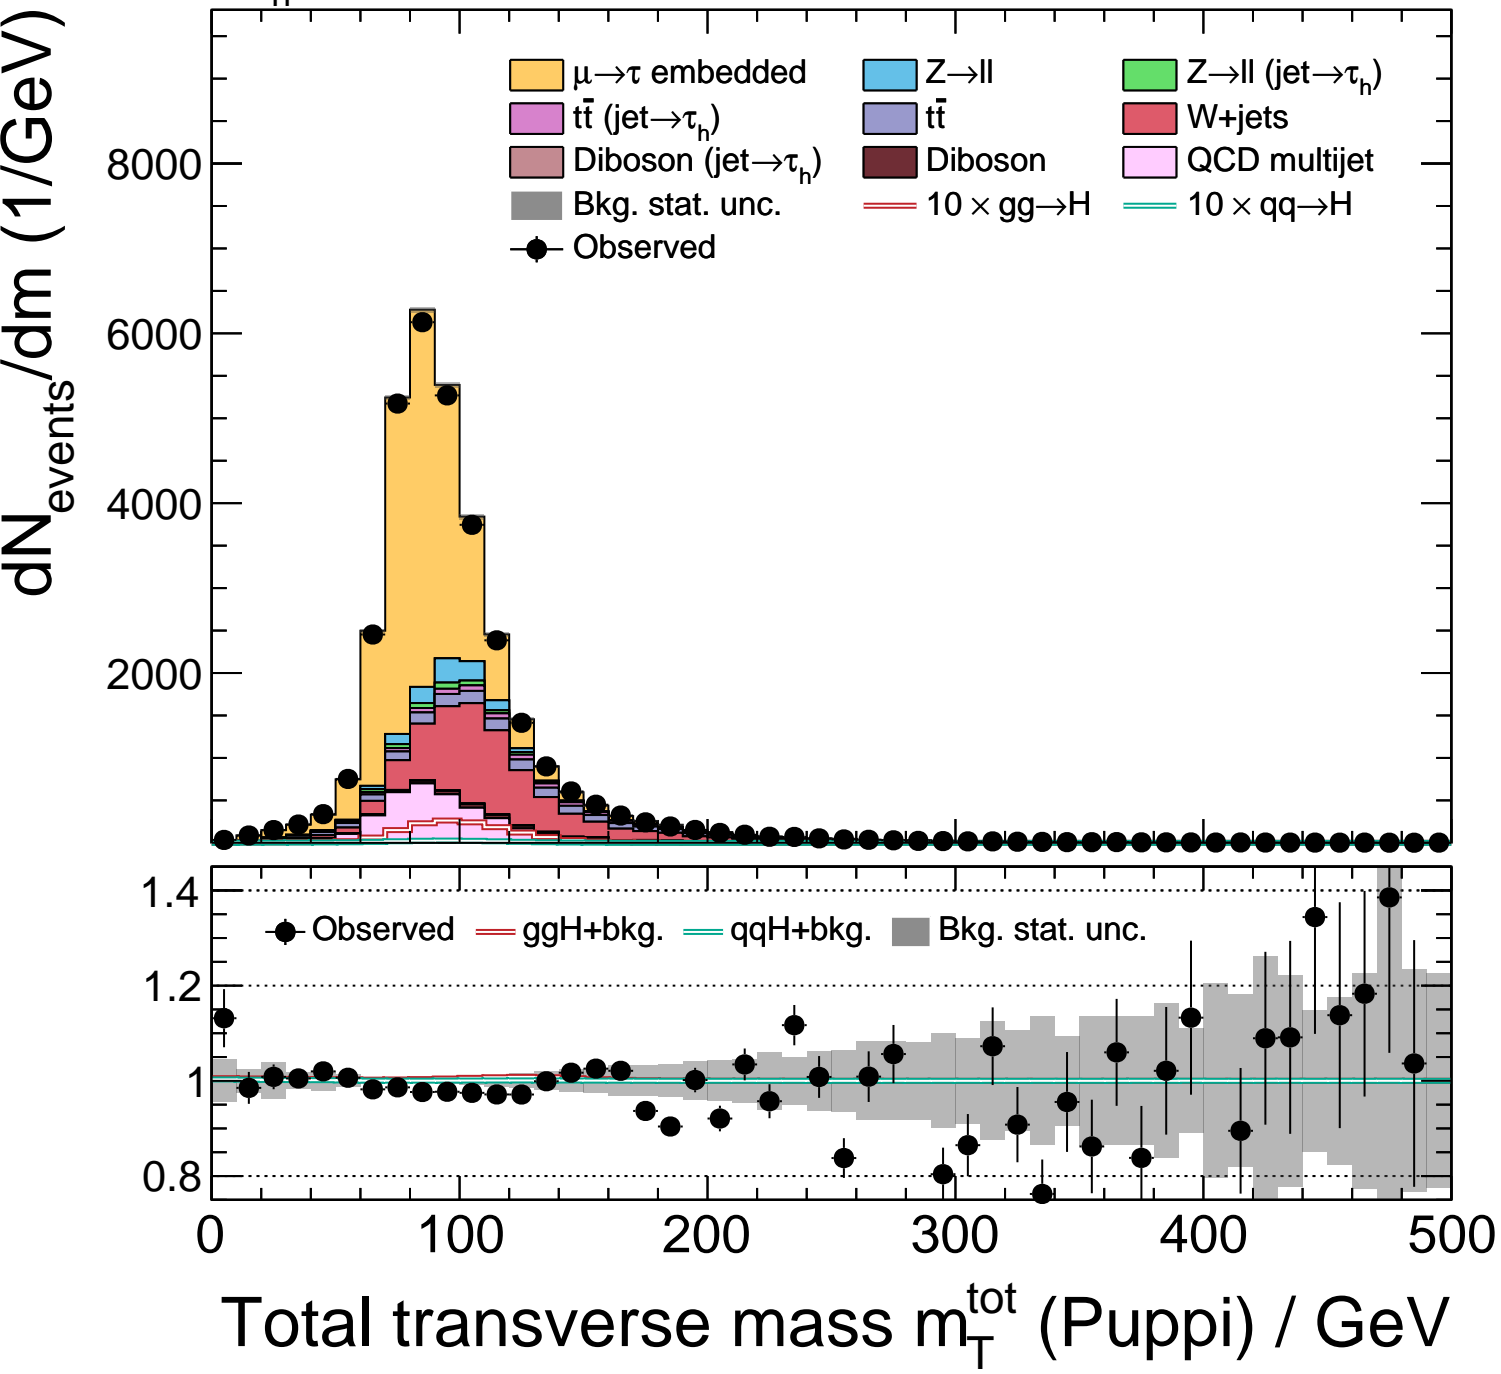 dN_events/dm (1/GeV)
8000
6000
4000
2000
μ→τ embedded
Z→ll
Z→ll (jet→τ_h)
tt̄ (jet→τ_h)
tt̄
W+jets
Diboson (jet→τ_h)
Diboson
QCD multijet
Bkg. stat. unc.
10 × gg→H
10 × qq→H
Observed
1.4
1.2
1
0.8
Observed
ggH+bkg.
qqH+bkg.
Bkg. stat. unc.
0 100 200 300 400 500
Total transverse mass m_T^tot (Puppi) / GeV